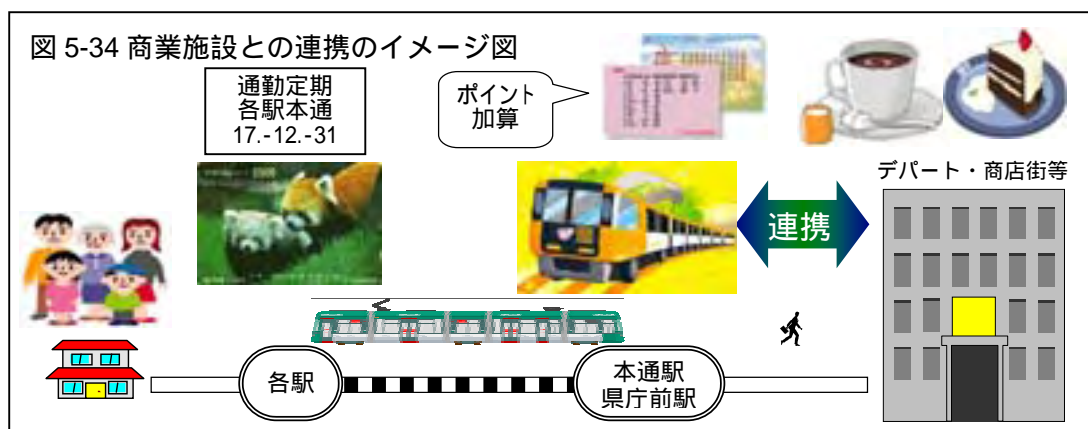 図 5-34 商業施設との連携のイメージ図
通勤定期
各駅本通
17.-12.-31
ポイント
加算
デパート・商店街等
連携
各駅
本通駅
県庁前駅